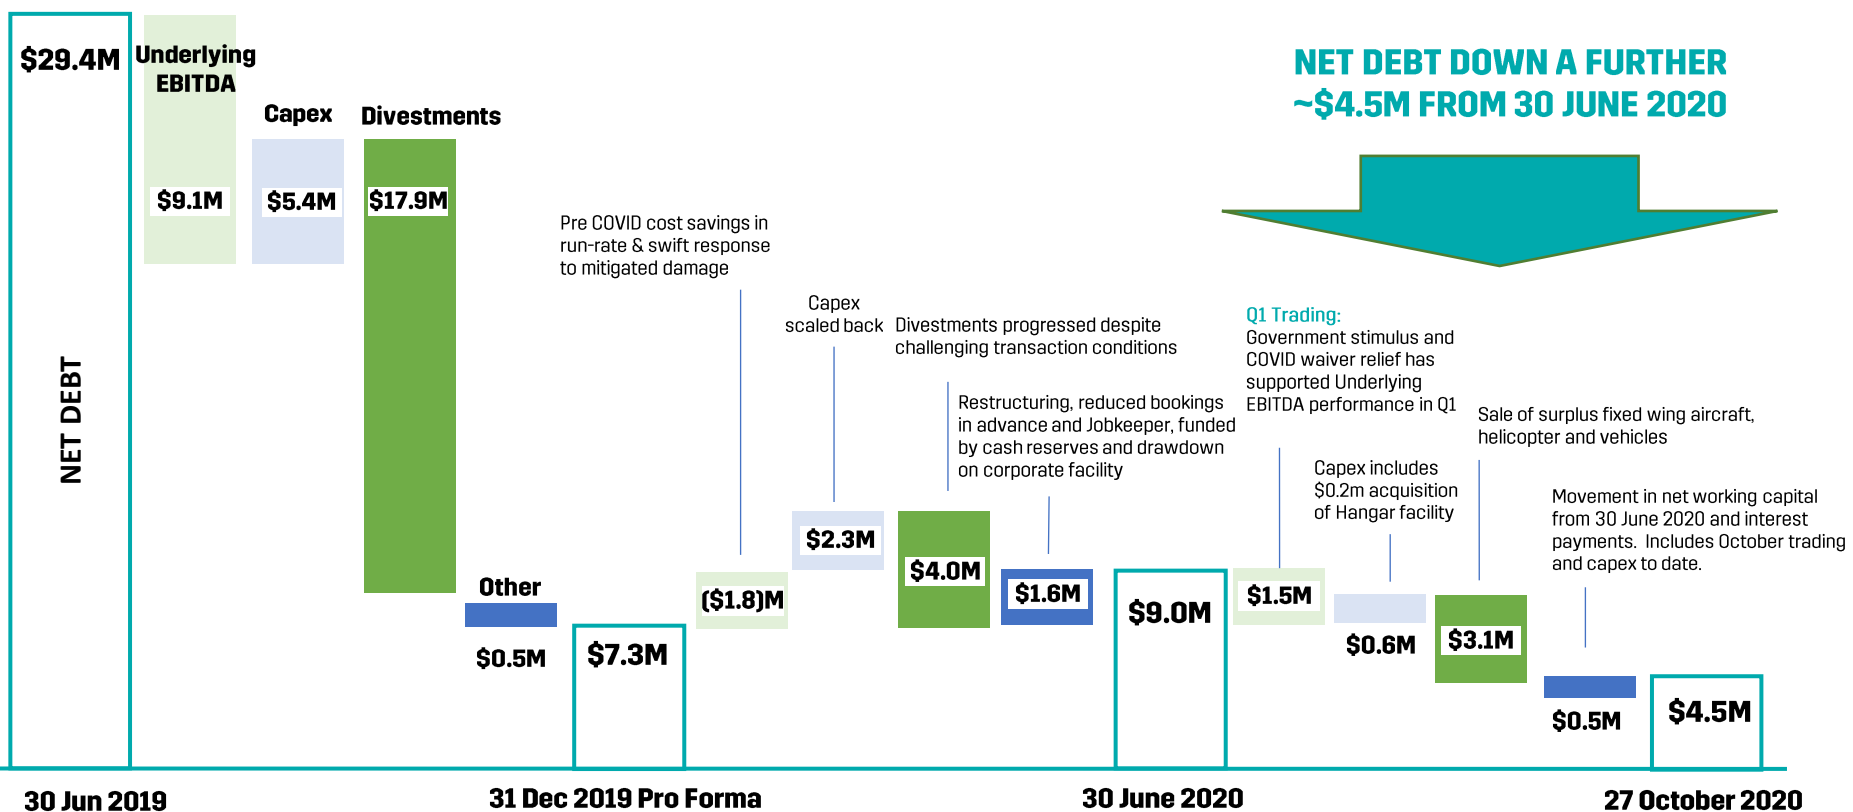 $29.4M
NET DEBT
Underlying
EBITDA
$9.1M
Capex
$5.4M
Divestments
$17.9M
Other
$0.5M
$7.3M
Pre COVID cost savings in
run-rate & swift response
to mitigated damage
($1.8)M
Capex
scaled back
$2.3M
Divestments progressed despite
challenging transaction conditions
$4.0M
Restructuring, reduced bookings
in advance and Jobkeeper, funded
by cash reserves and drawdown
on corporate facility
$1.6M
$9.0M
NET DEBT DOWN A FURTHER
~$4.5M FROM 30 JUNE 2020
Q1 Trading:
Government stimulus and
COVID waiver relief has
supported Underlying
EBITDA performance in Q1
$1.5M
Capex includes
$0.2m acquisition
of Hangar facility
$0.6M
Sale of surplus fixed wing aircraft,
helicopter and vehicles
$3.1M
Movement in net working capital
from 30 June 2020 and interest
payments. Includes October trading
and capex to date.
$0.5M
$4.5M
30 Jun 2019
31 Dec 2019 Pro Forma
30 June 2020
27 October 2020